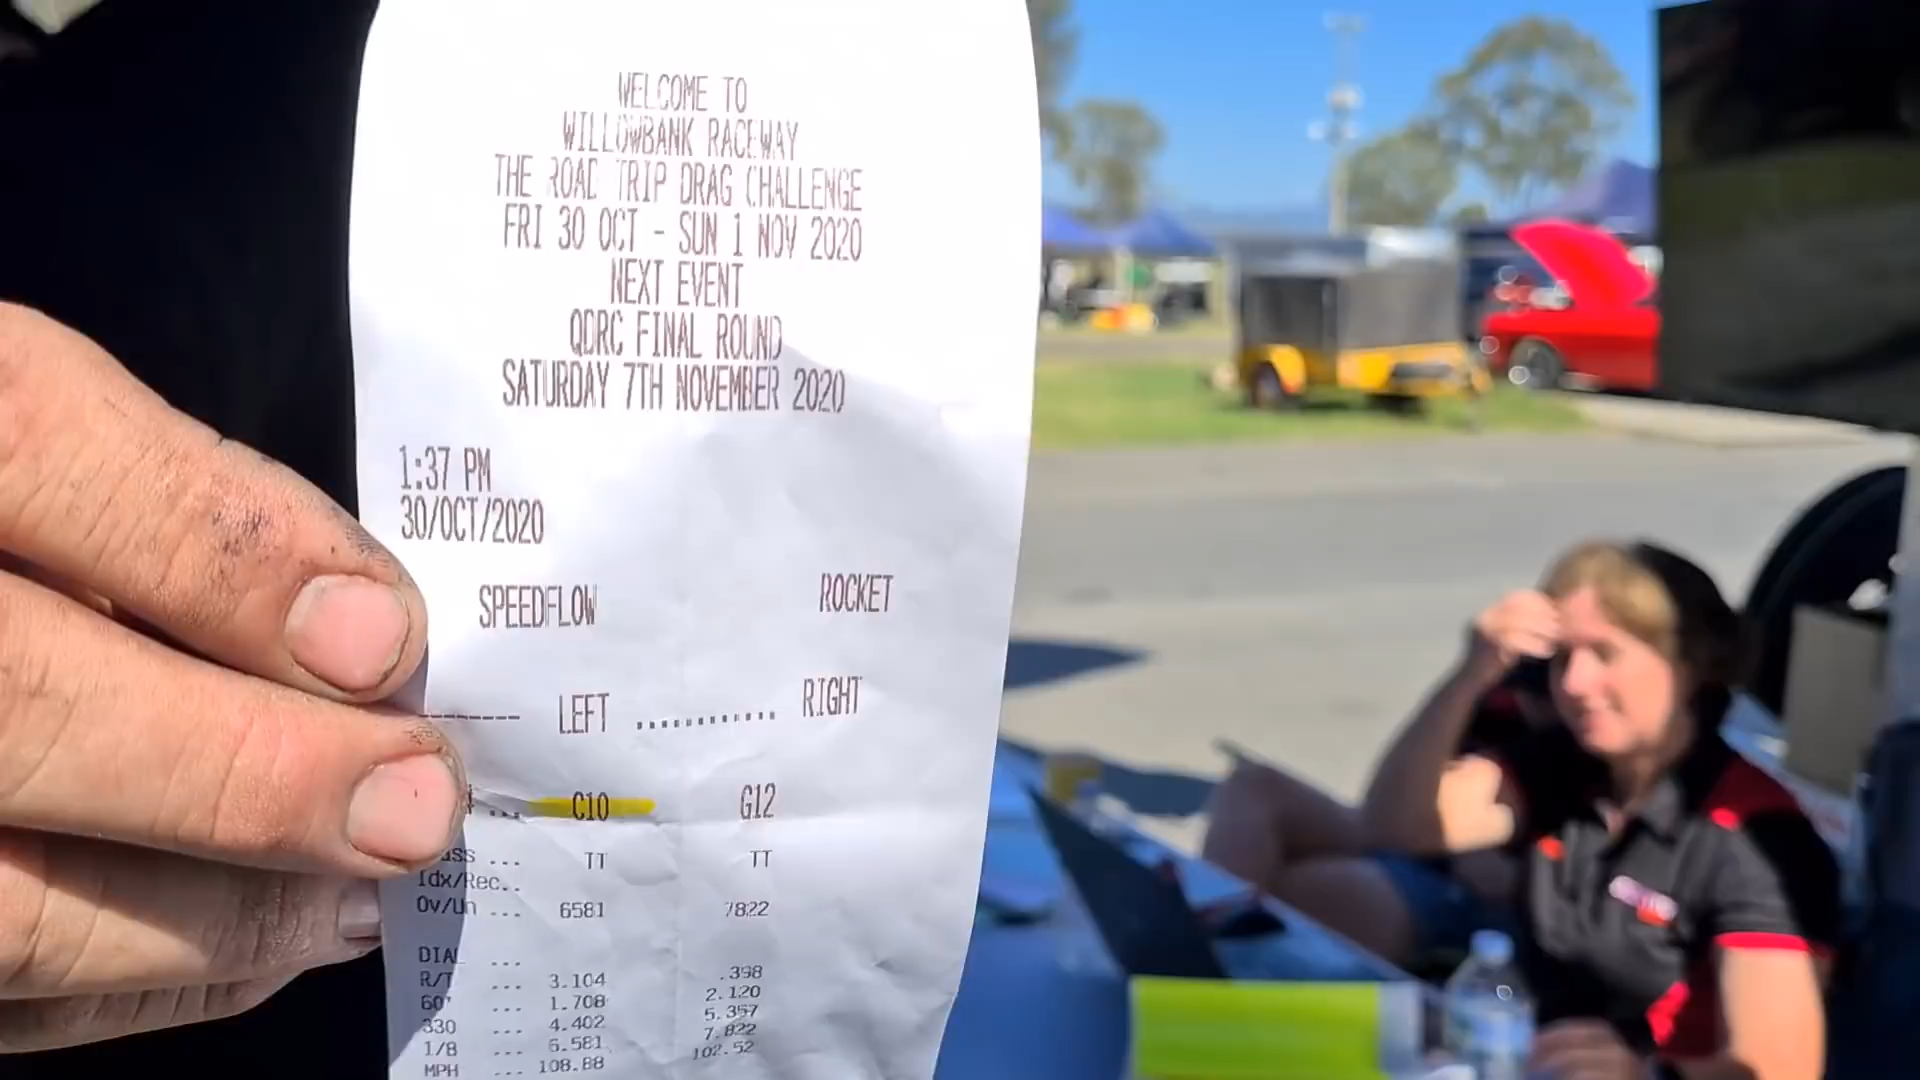 WELCOME TO
WILLOWBANK RACEWAY
THE ROAD TRIP DRAG CHALLENGE
FRI 30 OCT - SUN 1 NOV 2020
NEXT EVENT
QDRC FINAL ROUND
SATURDAY 7TH NOVEMBER 2020
1:37 PM
30/OCT/2020
SPEEDFLOW ROCKET
------- LEFT ............ RIGHT
... C10 G12
ass ... TT TT
Idx/Rec..
Ov/Un ... 6581 7822
DIAL ...
R/T ... 3.104 .398
60' ... 1.708 2.120
330 ... 4.402 5.357
1/8 ... 6.581 7.822
MPH ... 108.88 102.52